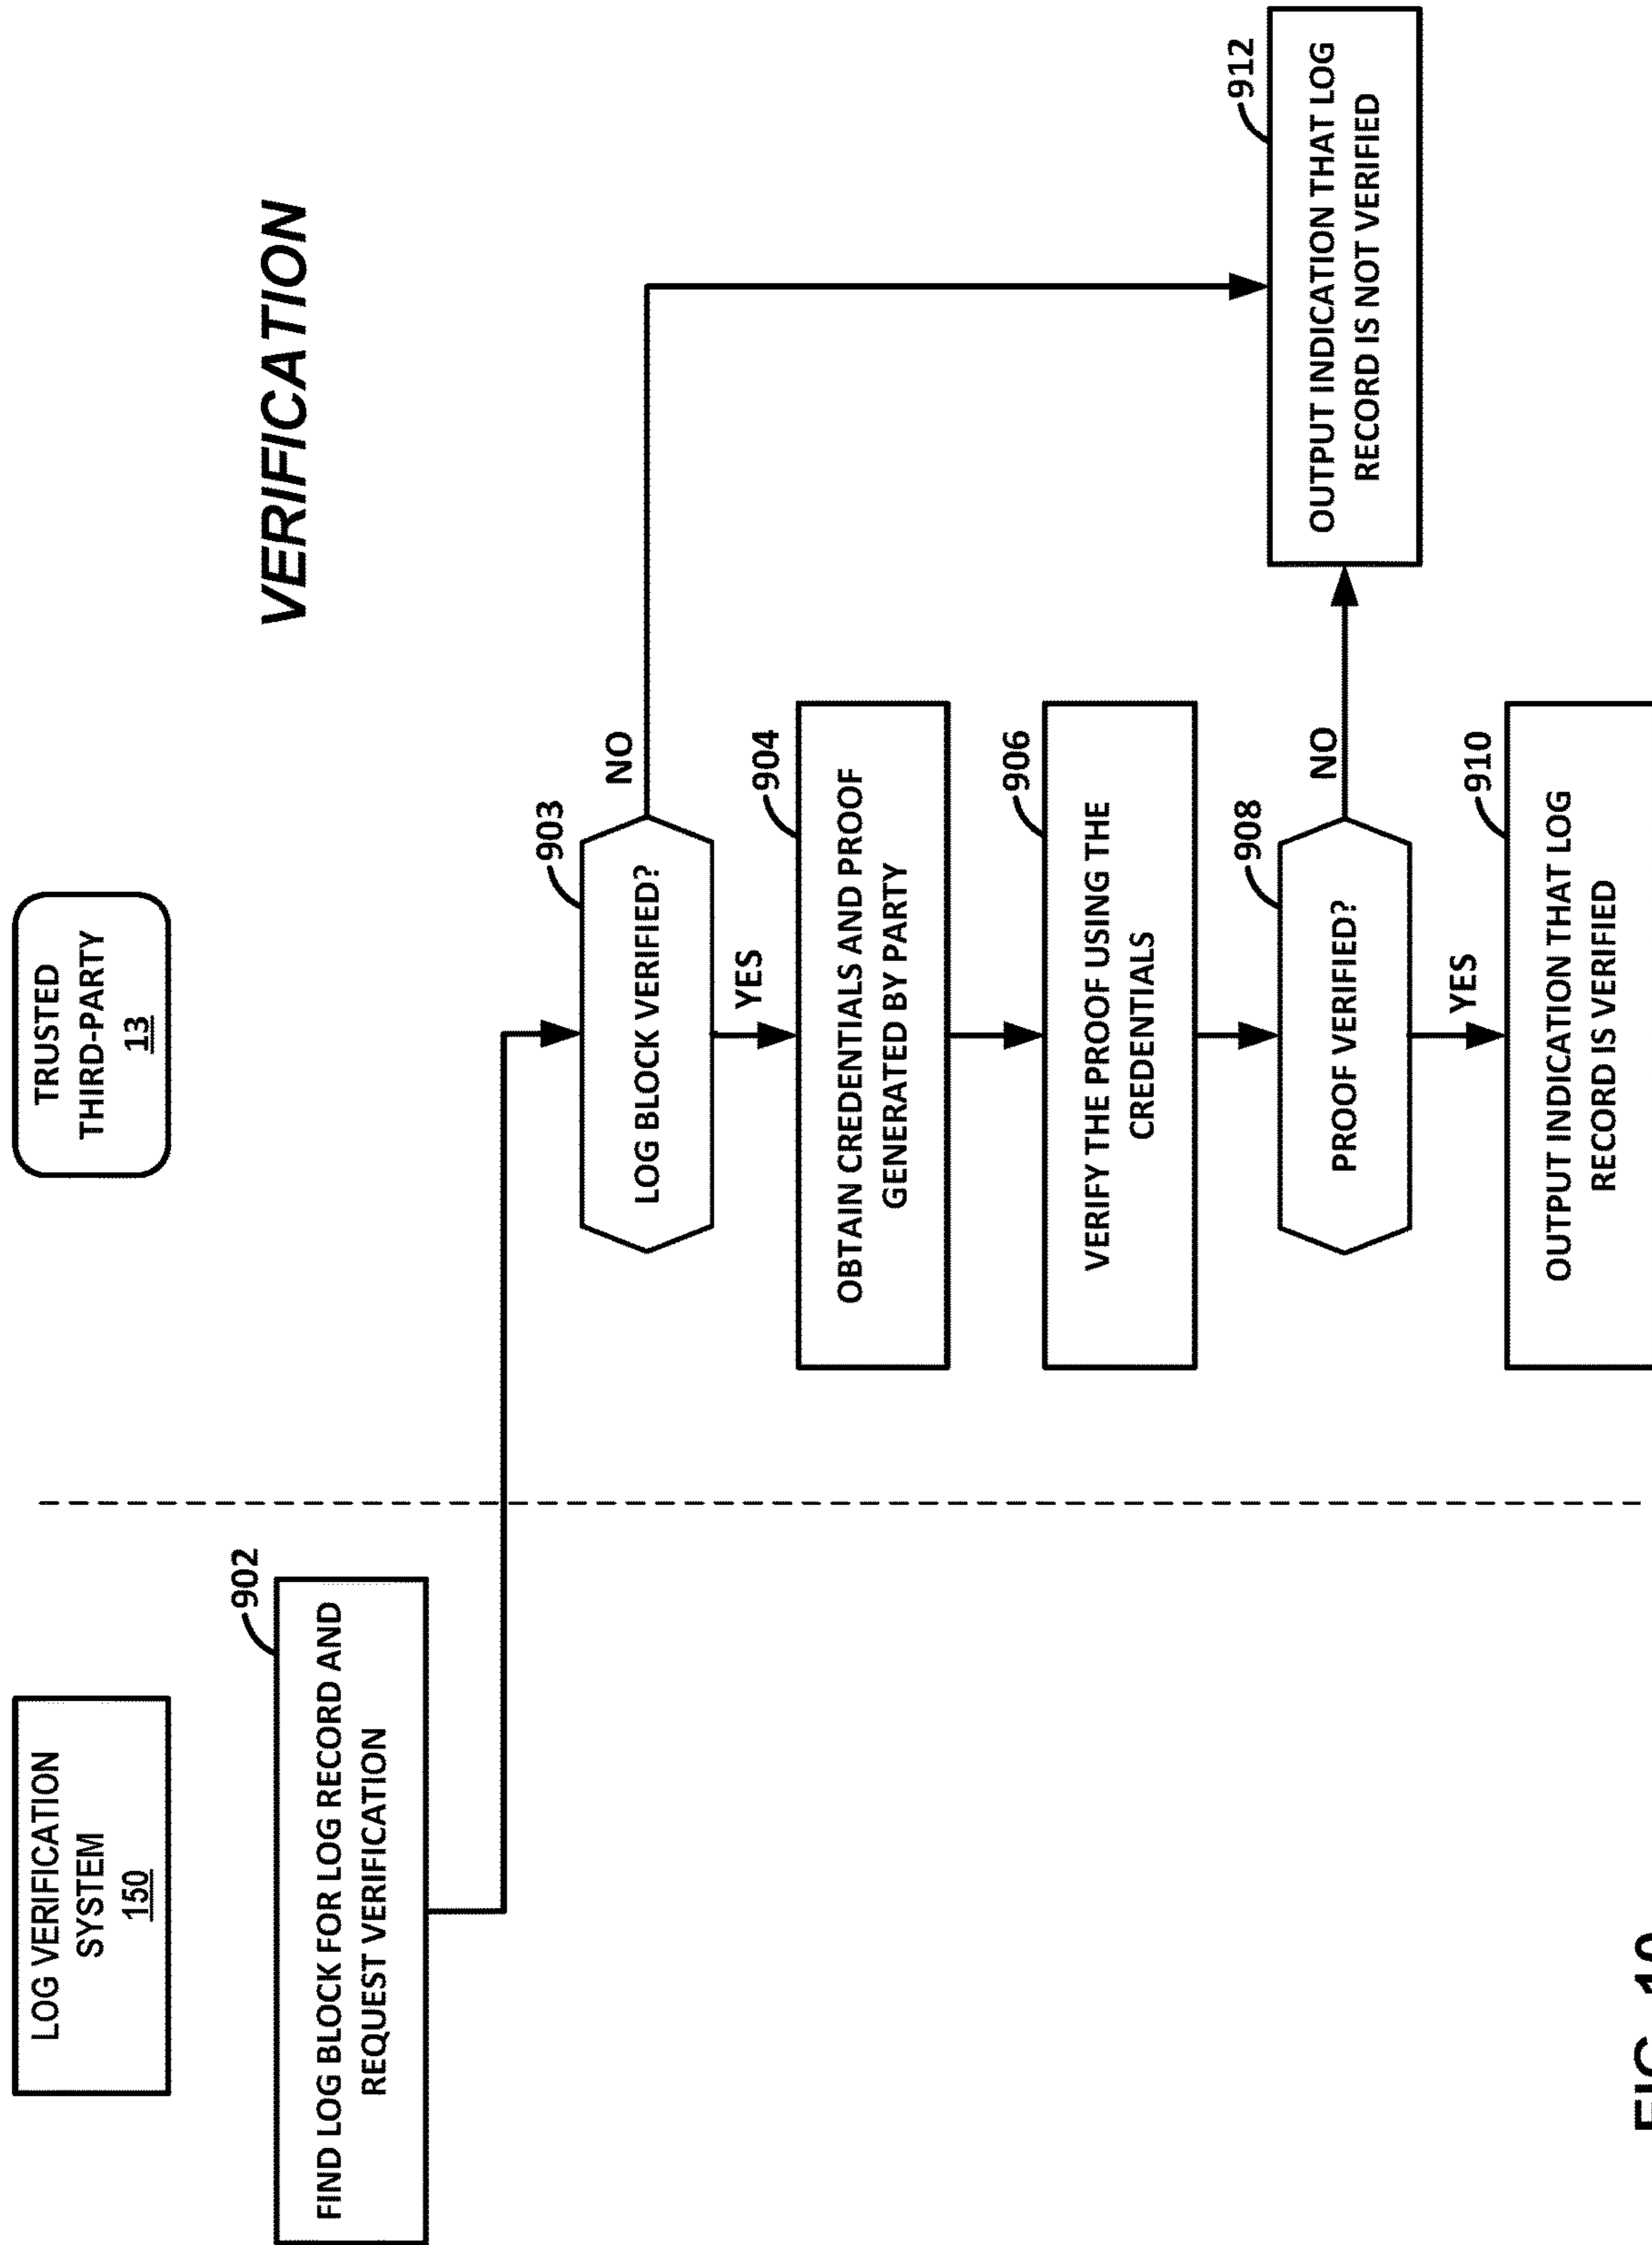 LOG VERIFICATION
SYSTEM
150
TRUSTED
THIRD-PARTY
13
VERIFICATION
902
FIND LOG BLOCK FOR LOG RECORD AND
REQUEST VERIFICATION
903
LOG BLOCK VERIFIED?
NO
YES
904
OBTAIN CREDENTIALS AND PROOF
GENERATED BY PARTY
906
VERIFY THE PROOF USING THE
CREDENTIALS
908
PROOF VERIFIED?
NO
YES
912
OUTPUT INDICATION THAT LOG
RECORD IS NOT VERIFIED
910
OUTPUT INDICATION THAT LOG
RECORD IS VERIFIED
FIG. 10